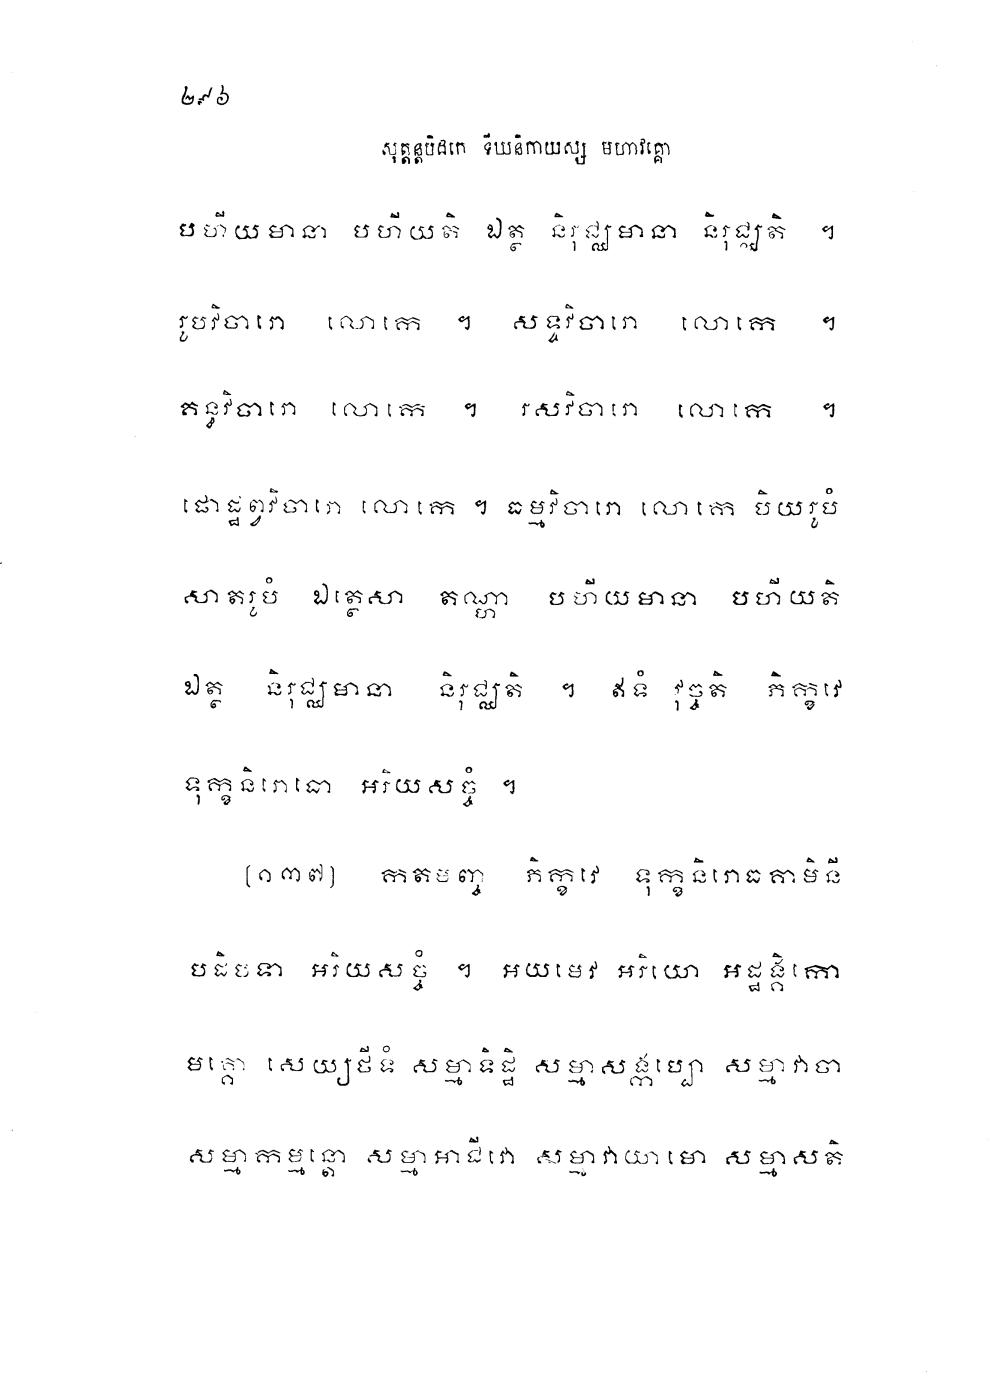 ២៩៦
សុត្តន្តបិដកេ ទីឃនិកាយស្ស មហាវគ្គោ
បហីយមានា បហីយតិ ឯត្ថ និរុជ្ឈមានា និរុជ្ឈតិ ។
រូបវិចារោ លោកេ ។ សទ្ទវិចារោ លោកេ ។
គន្ធវិចារោ លោកេ ។ រសវិចារោ លោកេ ។
ផោដ្ឋព្វវិចារោ លោកេ ។ ធម្មវិចារោ លោកេ បិយរូបំ
សាតរូបំ ឯត្ថេសា តណ្ហា បហីយមានា បហីយតិ
ឯត្ថ និរុជ្ឈមានា និរុជ្ឈតិ ។ ឥទំ វុច្ចតិ ភិក្ខវេ
ទុក្ខនិរោធោ អរិយសច្ចំ ។
(១៣៧) កតមញ្ច ភិក្ខវេ ទុក្ខនិរោធគាមិនី
បដិបទា អរិយសច្ចំ ។ អយមេវ អរិយោ អដ្ឋង្គិកោ
មគ្គោ សេយ្យថីទំ សម្មាទិដ្ឋិ សម្មាសង្កប្បោ សម្មាវាចា
សម្មាកម្មន្តោ សម្មាអាជីវោ សម្មាវាយាមោ សម្មាសតិ